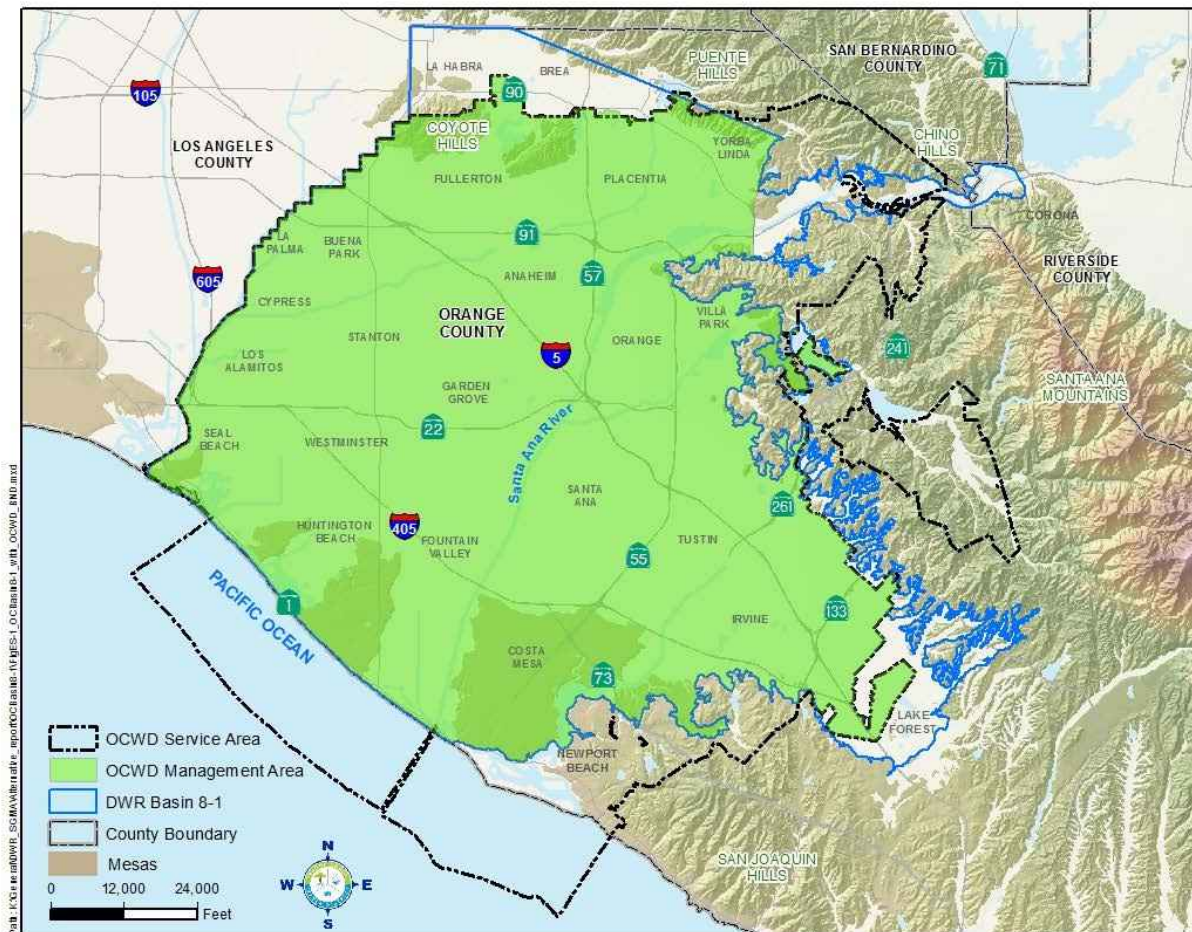 SAN BERNARDINO
COUNTY
71
PUENTE
HILLS
LA HABRA
BREA
105
90
LOS ANGELES
COUNTY
COYOTE
HILLS
CHINO
HILLS
YORBA
LINDA
FULLERTON
PLACENTIA
CORONA
LA
PALMA
BUENA
PARK
91
RIVERSIDE
COUNTY
605
ANAHEIM
57
CYPRESS
ORANGE
COUNTY
VILLA
PARK
STANTON
ORANGE
5
241
LOS
ALAMITOS
SANTA ANA
MOUNTAINS
GARDEN
GROVE
22
SEAL
BEACH
WESTMINSTER
Santa Ana River
SANTA
ANA
261
HUNTINGTON
BEACH
405
FOUNTAIN
VALLEY
TUSTIN
55
PACIFIC OCEAN
1
133
IRVINE
COSTA
MESA
73
LAKE
FOREST
NEWPORT
BEACH
SAN JOAQUIN
HILLS
OCWD Service Area
OCWD Management Area
DWR Basin 8-1
County Boundary
Mesas
0 12,000 24,000
Feet
N
W E
S